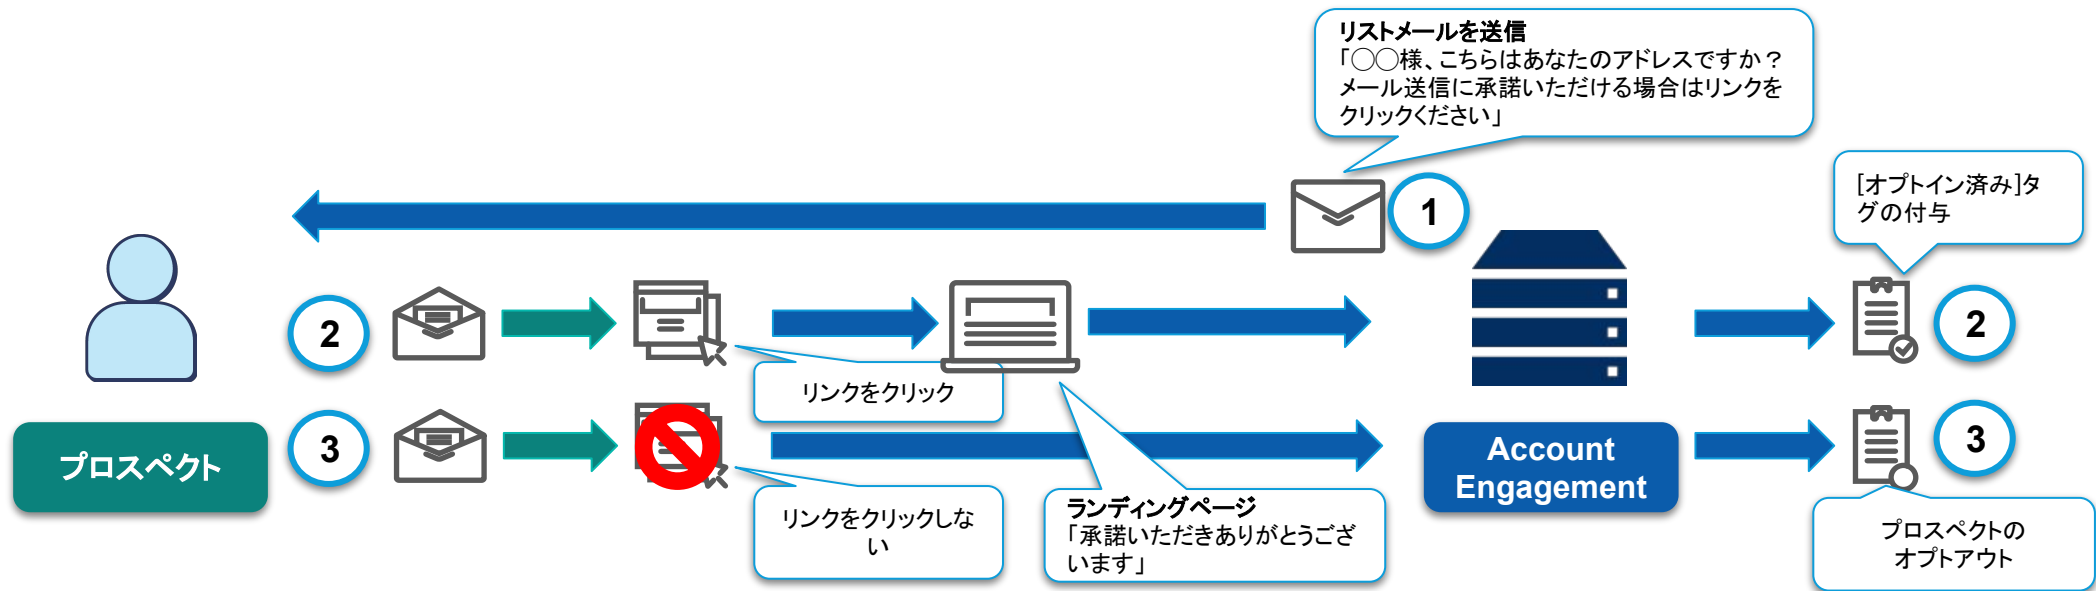 リストメールを送信
「◯◯様、こちらはあなたのアドレスですか？
メール送信に承諾いただける場合はリンクを
クリックください」
1
[オプトイン済み]タ
グの付与
2
リンクをクリック
2
プロスペクト
3
リンクをクリックしな
い
ランディングページ
「承諾いただきありがとうござ
います」
Account
Engagement
3
プロスペクトの
オプトアウト